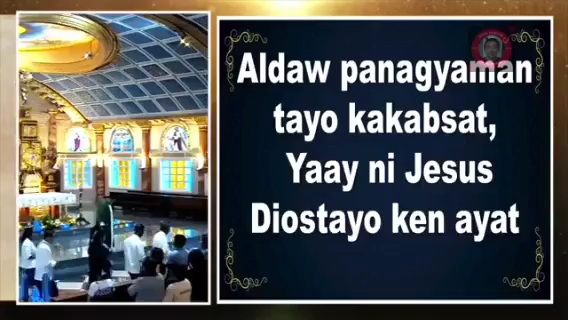 Aldaw panagyaman
tayo kakabsat,
Yaay ni Jesus
Diostayo ken ayat